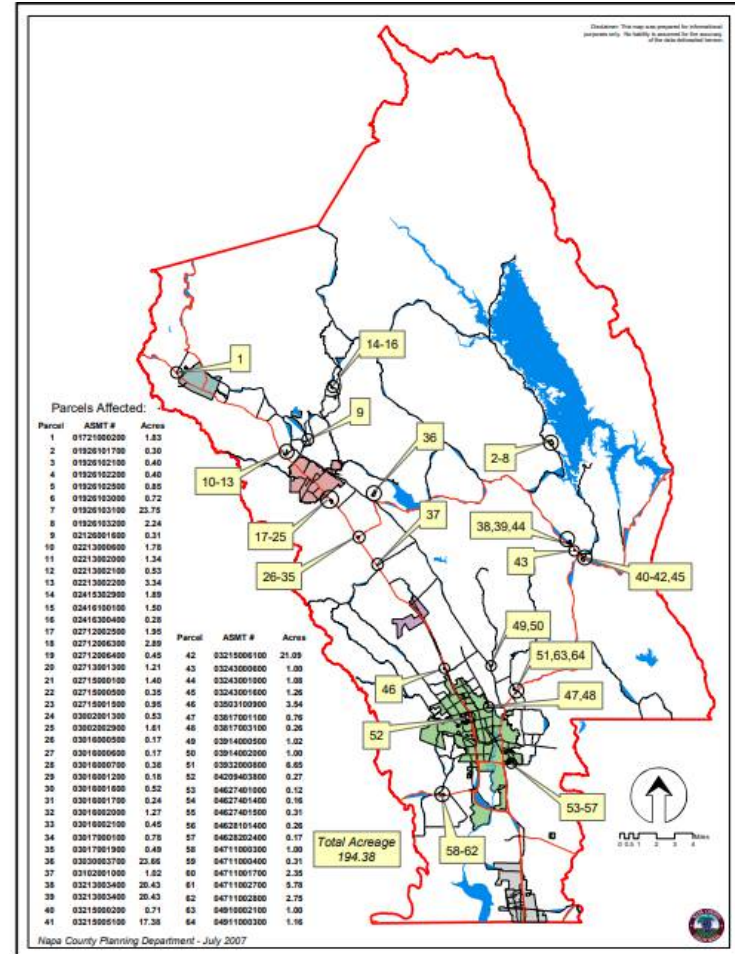 Disclaimer: This map was prepared for informational
purposes only. No liability is assumed for the accuracy
of the data delineated hereon.
1
14-16
9
36
2-8
10-13
37
38,39,44
17-25
43
26-35
40-42,45
49,50
51,63,64
46
47,48
52
53-57
58-62
Parcels Affected:
Parcel ASMT # Acres
1 01721000200 1.83
2 01926101700 0.30
3 01926102100 0.40
4 01926102200 0.40
5 01926102500 0.85
6 01926103000 0.72
7 01926103100 23.75
8 01926103200 2.24
9 02126001600 0.31
10 02213000600 1.78
11 02213002000 1.34
12 02213002100 0.53
13 02213002200 3.34
14 02415302900 1.89
15 02416100100 1.50
16 02416300400 0.28
17 02712002500 1.95
18 02712006300 2.89
19 02712006400 0.45
20 02713001300 1.21
21 02715000100 1.40
22 02715000500 0.35
23 02715001500 0.95
24 03002001300 0.53
25 03002002900 1.61
26 03016000500 0.17
27 03016000600 0.17
28 03016000700 0.38
29 03016001200 0.18
30 03016001600 0.52
31 03016001700 0.24
32 03016002000 1.27
33 03016002100 0.45
34 03017000100 0.78
35 03017001900 0.49
36 03030003700 23.66
37 03102001000 1.02
38 03213003400 20.43
39 03213003400 20.43
40 03215000200 0.71
41 03215005100 17.38
Parcel ASMT # Acres
42 03215006100 21.09
43 03243000600 1.00
44 03243001000 1.08
45 03243001600 1.26
46 03503100900 3.54
47 03817001100 0.76
48 03817003100 0.26
49 03914000500 1.02
50 03914002000 1.00
51 03932000800 6.65
52 04209403800 0.27
53 04627401000 0.12
54 04627401400 0.16
55 04627401500 0.31
56 04628101400 0.26
57 04628202400 0.17
58 04711000300 1.00
59 04711000400 0.31
60 04711001700 2.35
61 04711002700 5.78
62 04711002800 2.75
63 04910002100 1.00
64 04911000300 1.16
Total Acreage
194.38
Miles
0 0.5 1 2 3 4
Napa County Planning Department - July 2007